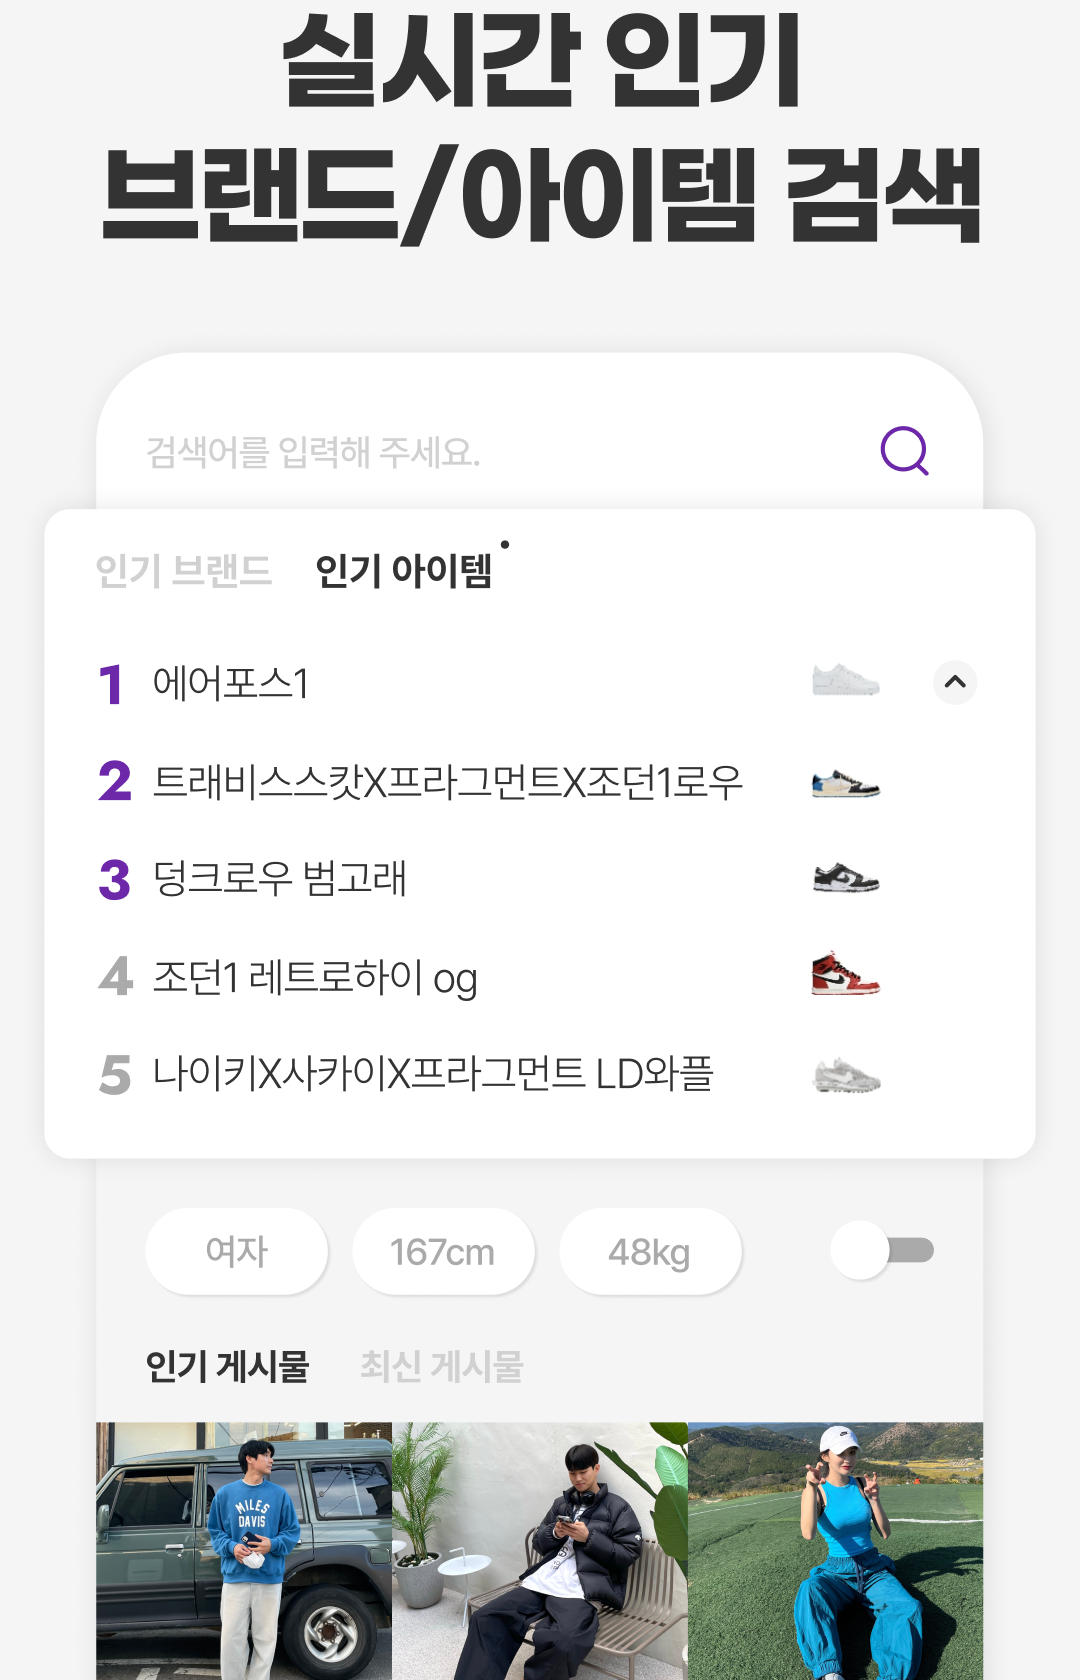 실시간 인기
브랜드/아이템 검색
검색어를 입력해 주세요.
인기 브랜드 인기 아이템
1 에어포스1
2 트래비스스캇X프라그먼트X조던1로우
3 덩크로우 범고래
4 조던1 레트로하이 og
5 나이키X사카이X프라그먼트 LD와플
여자 167cm 48kg
인기 게시물 최신 게시물
MILES
DAVIS